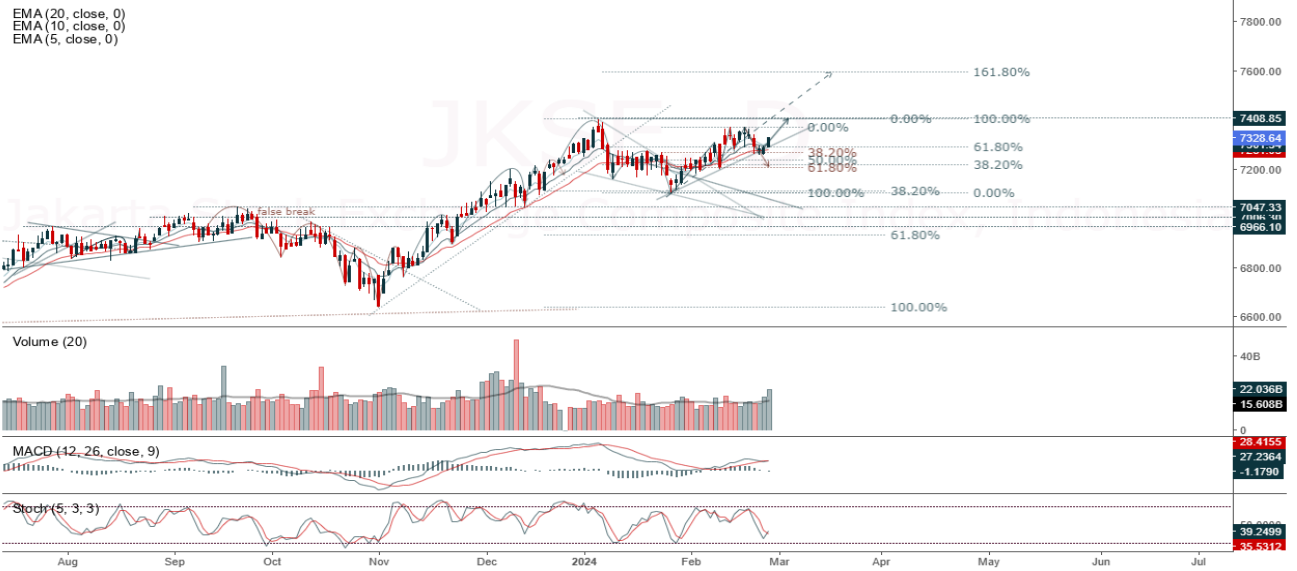 EMA (20, close, 0)
EMA (10, close, 0)
EMA (5, close, 0)
7800.00
7600.00
161.80%
7408.85
0.00%
100.00%
0.00%
7328.64
61.80%
38.20%
50.00%
61.80%
38.20%
7200.00
100.00%
38.20%
0.00%
7047.33
false break
6966.10
61.80%
6800.00
100.00%
6600.00
Volume (20)
40B
22.036B
15.608B
0
MACD (12, 26, close, 9)
28.4155
27.2364
-1.1790
Stoch (5, 3, 3)
39.2499
35.5312
Aug Sep Oct Nov Dec 2024 Feb Mar Apr May Jun Jul